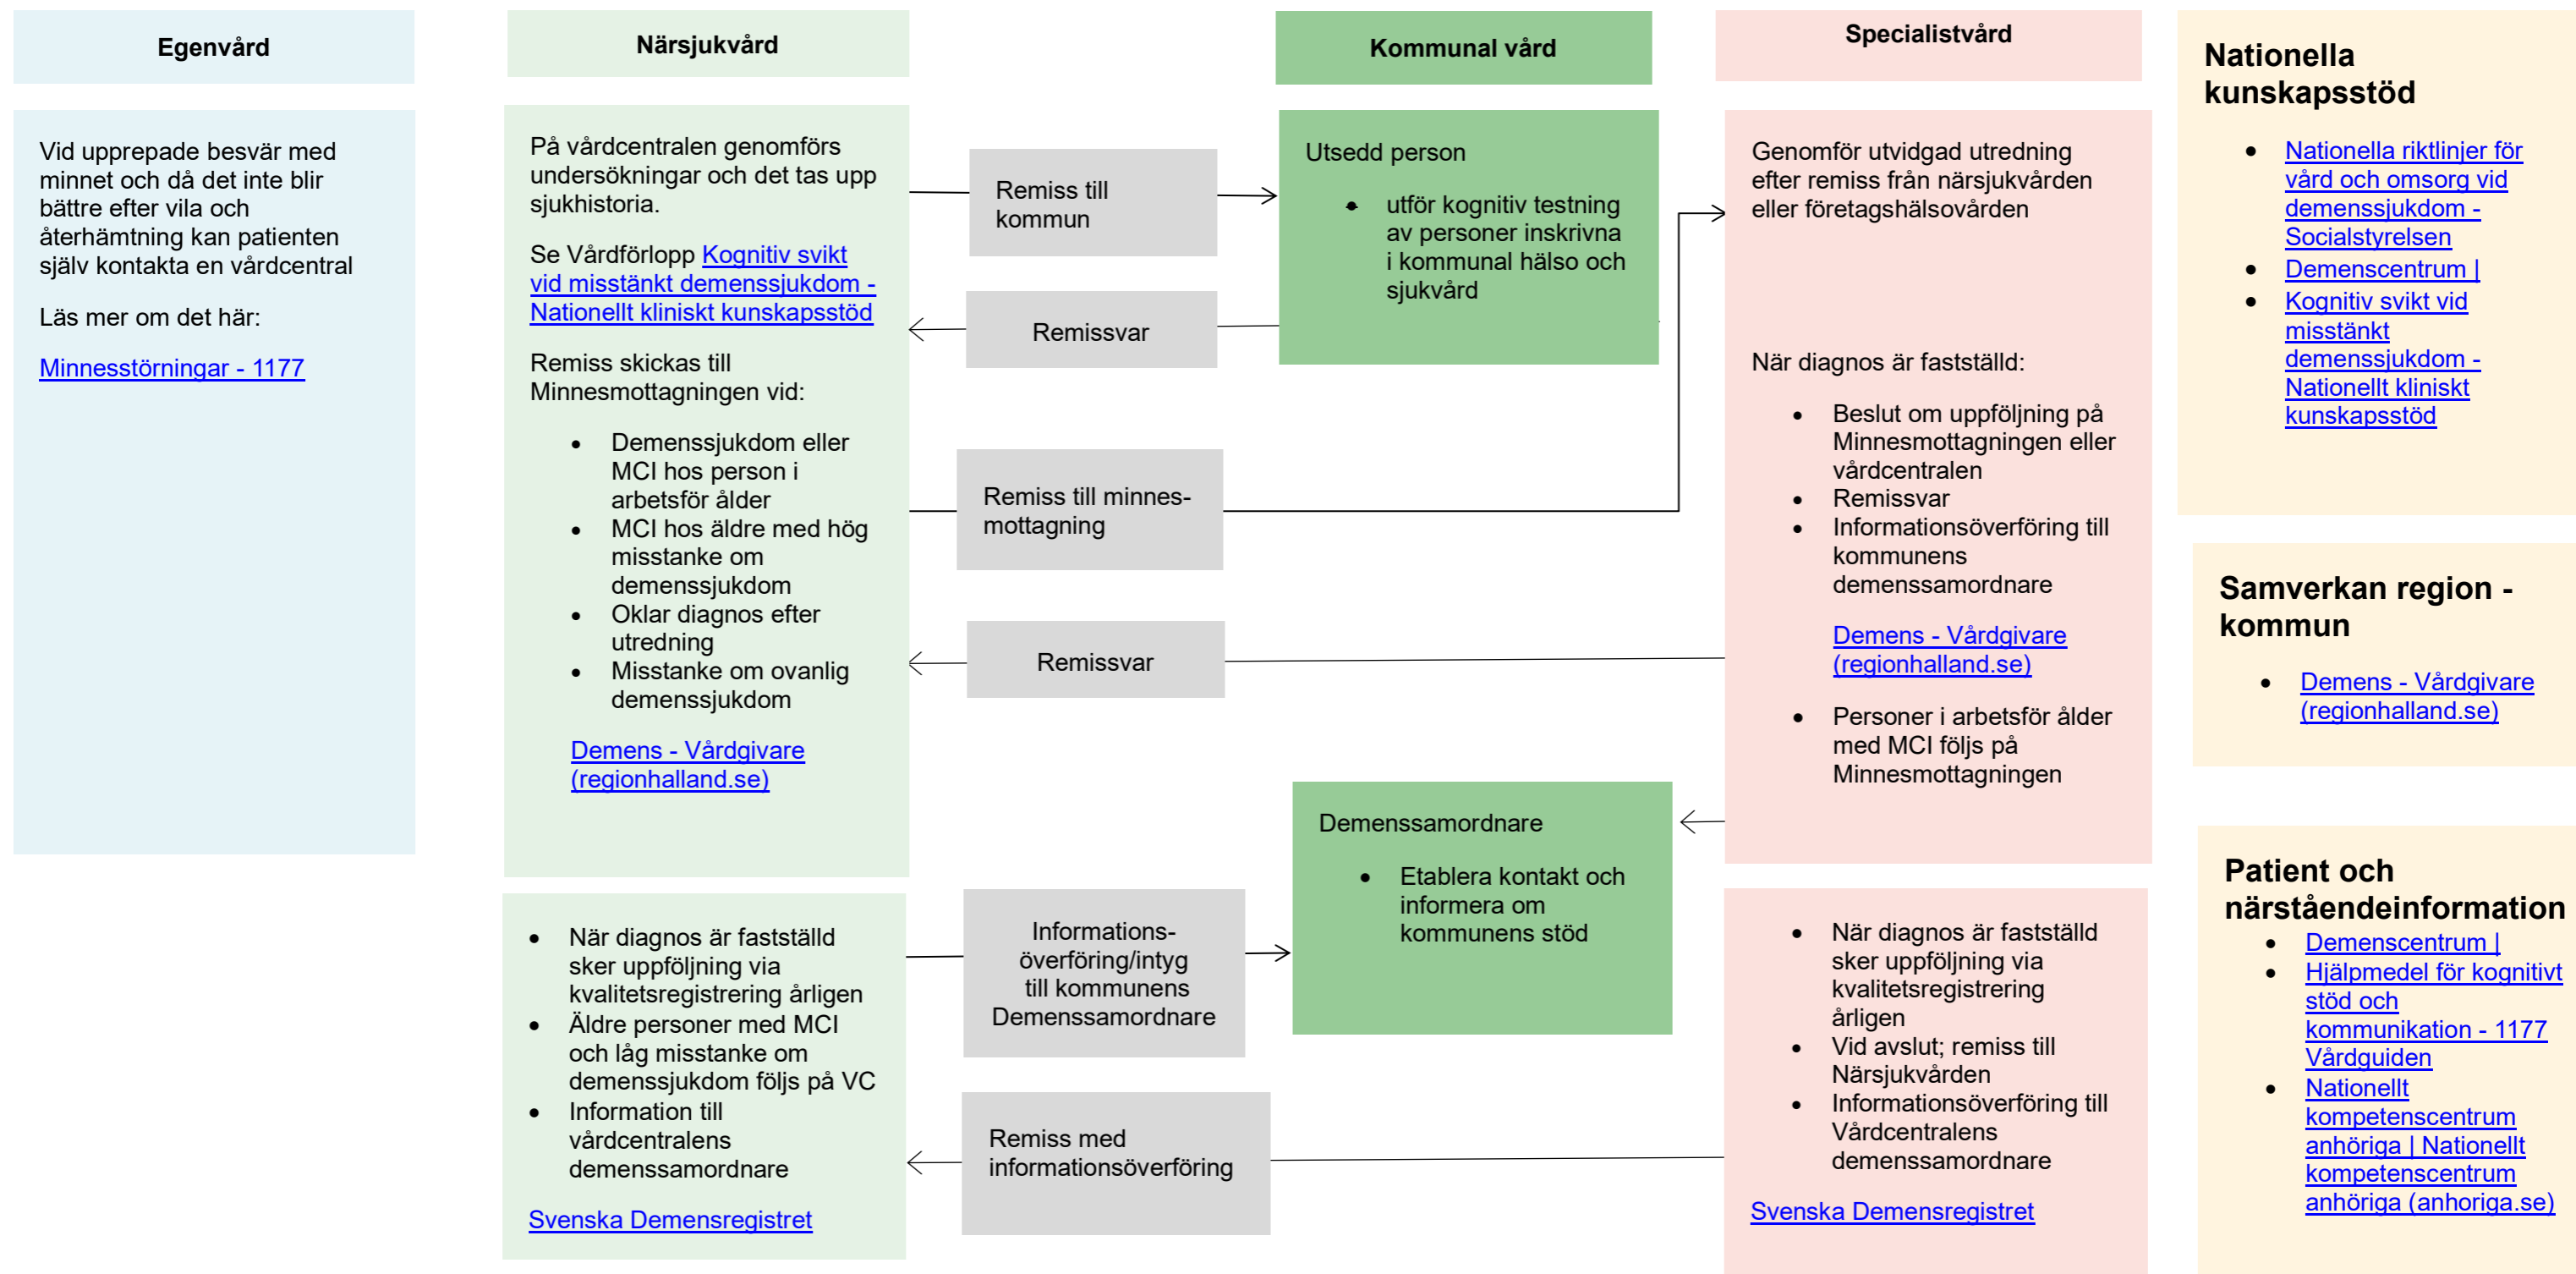 Egenvård
Vid upprepade besvär med
minnet och då det inte blir
bättre efter vila och
återhämtning kan patienten
själv kontakta en vårdcentral
Läs mer om det här:
Minnesstörningar - 1177
Närsjukvård
På vårdcentralen genomförs
undersökningar och det tas upp
sjukhistoria.
Se Vårdförlopp Kognitiv svikt
vid misstänkt demenssjukdom -
Nationellt kliniskt kunskapsstöd
Remiss skickas till
Minnesmottagningen vid:
• Demenssjukdom eller
MCI hos person i
arbetsför ålder
• MCI hos äldre med hög
misstanke om
demenssjukdom
• Oklar diagnos efter
utredning
• Misstanke om ovanlig
demenssjukdom
Demens - Vårdgivare
(regionhalland.se)
• När diagnos är fastställd
sker uppföljning via
kvalitetsregistrering årligen
• Äldre personer med MCI
och låg misstanke om
demenssjukdom följs på VC
• Information till
vårdcentralens
demenssamordnare
Svenska Demensregistret
Remiss till
kommun
Remissvar
Remiss till minnes-
mottagning
Remissvar
Informations-
överföring/intyg
till kommunens
Demenssamordnare
Remiss med
informationsöverföring
Kommunal vård
Utsedd person
• utför kognitiv testning
av personer inskrivna
i kommunal hälso och
sjukvård
Demenssamordnare
• Etablera kontakt och
informera om
kommunens stöd
Specialistvård
Genomför utvidgad utredning
efter remiss från närsjukvården
eller företagshälsovården
När diagnos är fastställd:
• Beslut om uppföljning på
Minnesmottagningen eller
vårdcentralen
• Remissvar
• Informationsöverföring till
kommunens
demenssamordnare
Demens - Vårdgivare
(regionhalland.se)
• Personer i arbetsför ålder
med MCI följs på
Minnesmottagningen
• När diagnos är fastställd
sker uppföljning via
kvalitetsregistrering
årligen
• Vid avslut; remiss till
Närsjukvården
• Informationsöverföring till
Vårdcentralens
demenssamordnare
Svenska Demensregistret
Nationella
kunskapsstöd
• Nationella riktlinjer för
vård och omsorg vid
demenssjukdom -
Socialstyrelsen
• Demenscentrum |
• Kognitiv svikt vid
misstänkt
demenssjukdom -
Nationellt kliniskt
kunskapsstöd
Samverkan region -
kommun
• Demens - Vårdgivare
(regionhalland.se)
Patient och
närståendeinformation
• Demenscentrum |
• Hjälpmedel för kognitivt
stöd och
kommunikation - 1177
Vårdguiden
• Nationellt
kompetenscentrum
anhöriga | Nationellt
kompetenscentrum
anhöriga (anhoriga.se)